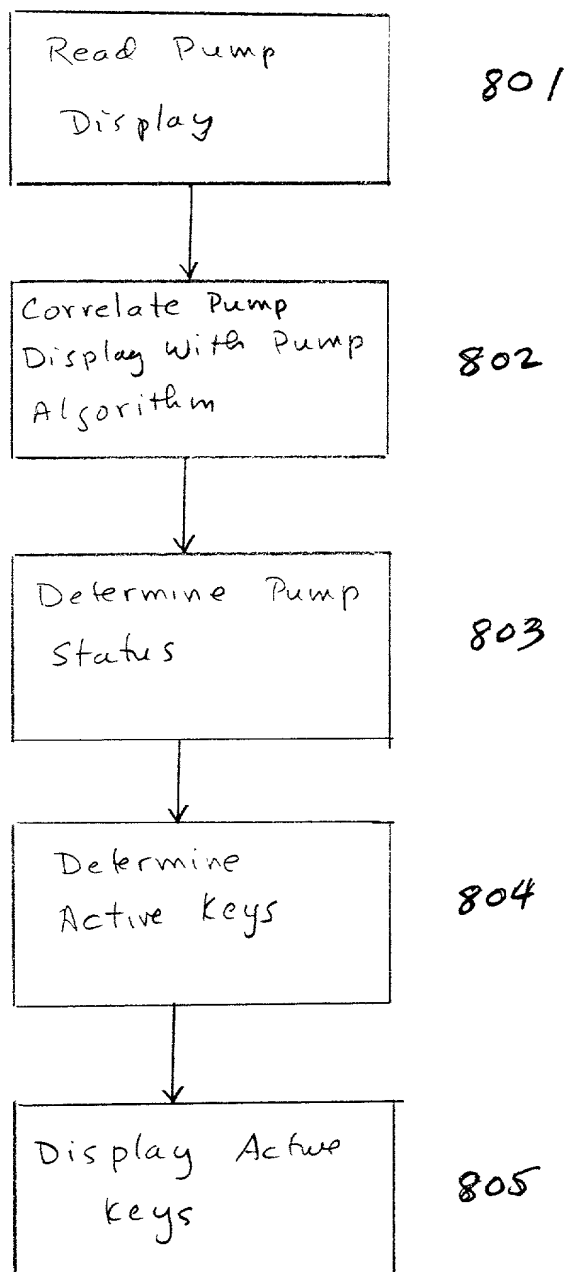 Read Pump
Display
801
Correlate Pump
Display With Pump
Algorithm
802
Determine Pump
Status
803
Determine
Active Keys
804
Display Active
Keys
805